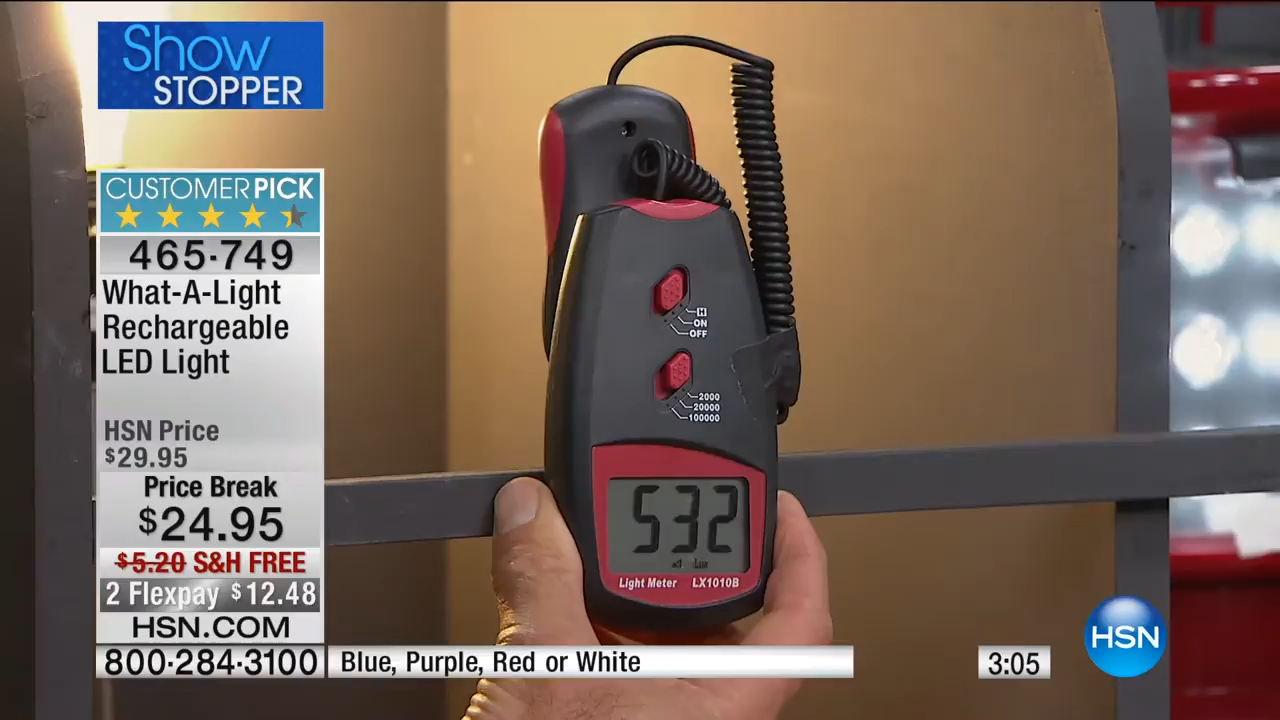 Show
STOPPER
CUSTOMER PICK
465·749
What-A-Light
Rechargeable
LED Light
HSN Price
$29.95
Price Break
$24.95
$5.20 S&H FREE
2 Flexpay $12.48
HSN.COM
800·284·3100
Blue, Purple, Red or White
3:05
HSN
H
ON
OFF
2000
20000
100000
532
Lux
Light Meter LX1010B